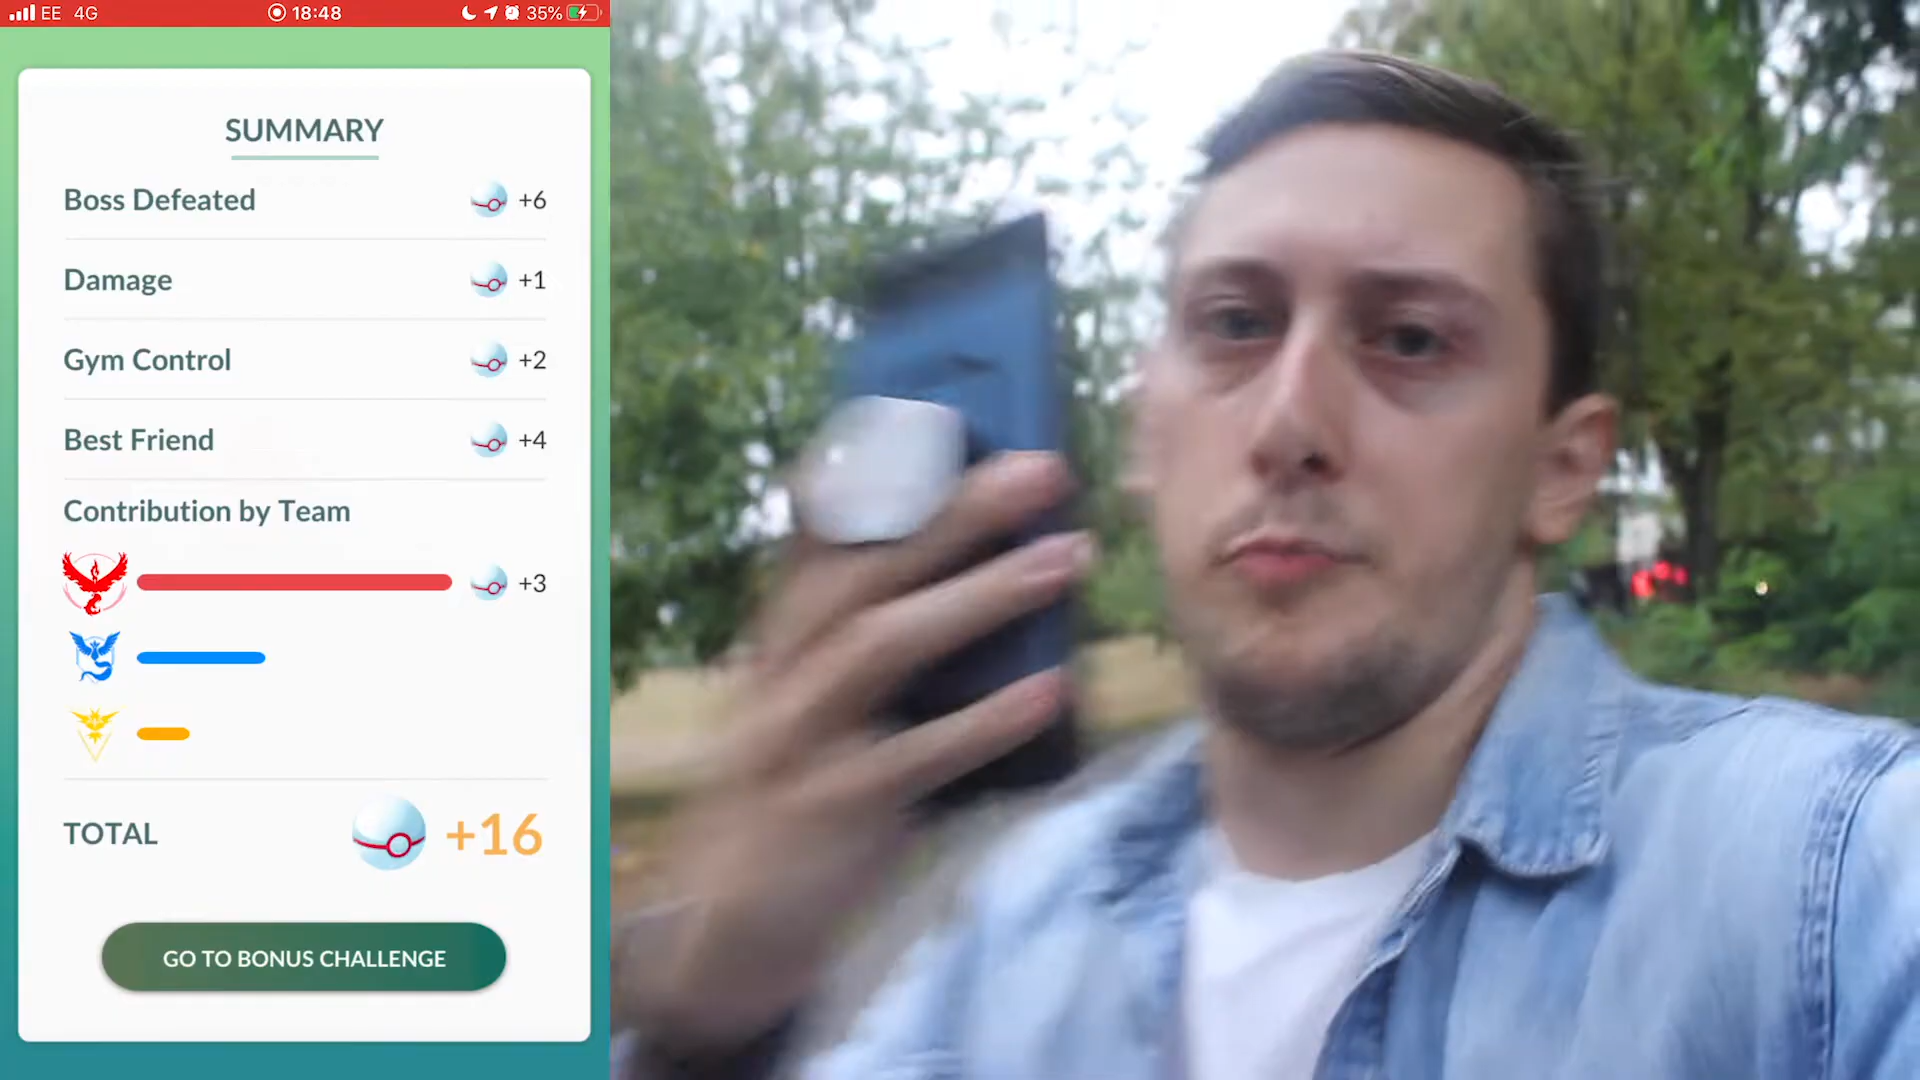 EE 4G 18:48 35%
SUMMARY
Boss Defeated +6
Damage +1
Gym Control +2
Best Friend +4
Contribution by Team
+3
TOTAL +16
GO TO BONUS CHALLENGE